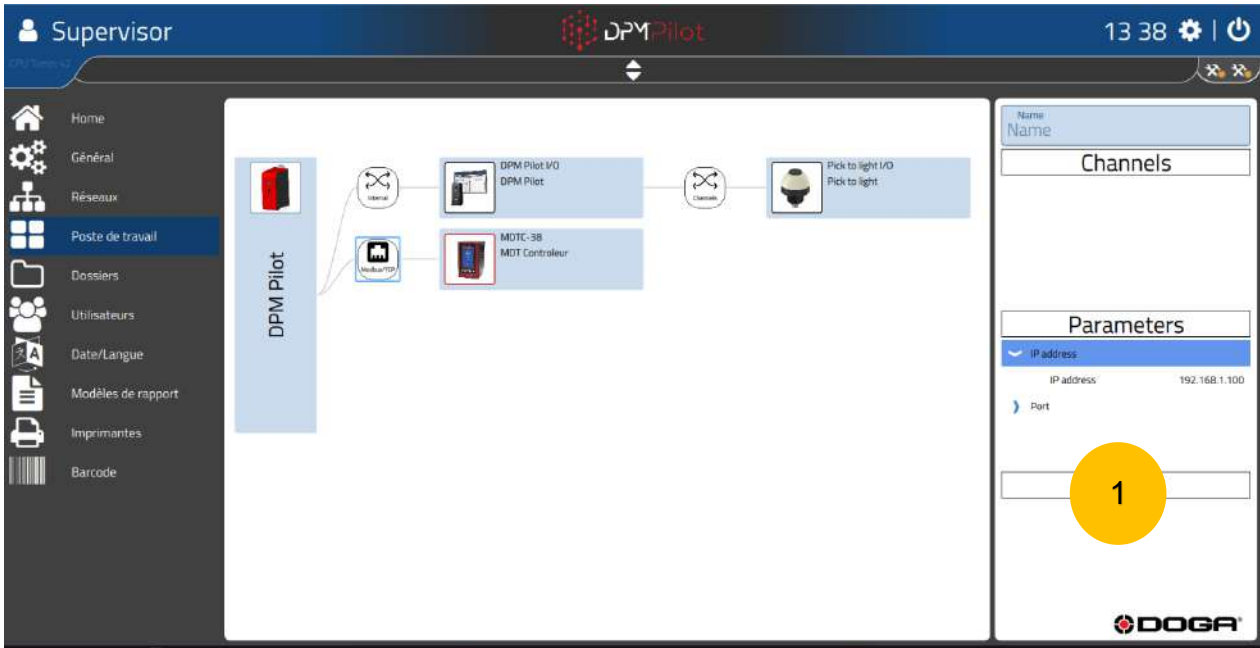 Supervisor
DPMPilot
13 38
Home
Général
Réseaux
Poste de travail
Dossiers
Utilisateurs
Date/Langue
Modèles de rapport
Imprimantes
Barcode
DPM Pilot
Internal
DPM Pilot I/O
DPM Pilot
Channels
Pick to light I/O
Pick to light
Modbus/TCP
MDTC-38
MDT Controleur
Name
Name
Channels
Parameters
IP address
IP address 192.168.1.100
Port
1
DOGA